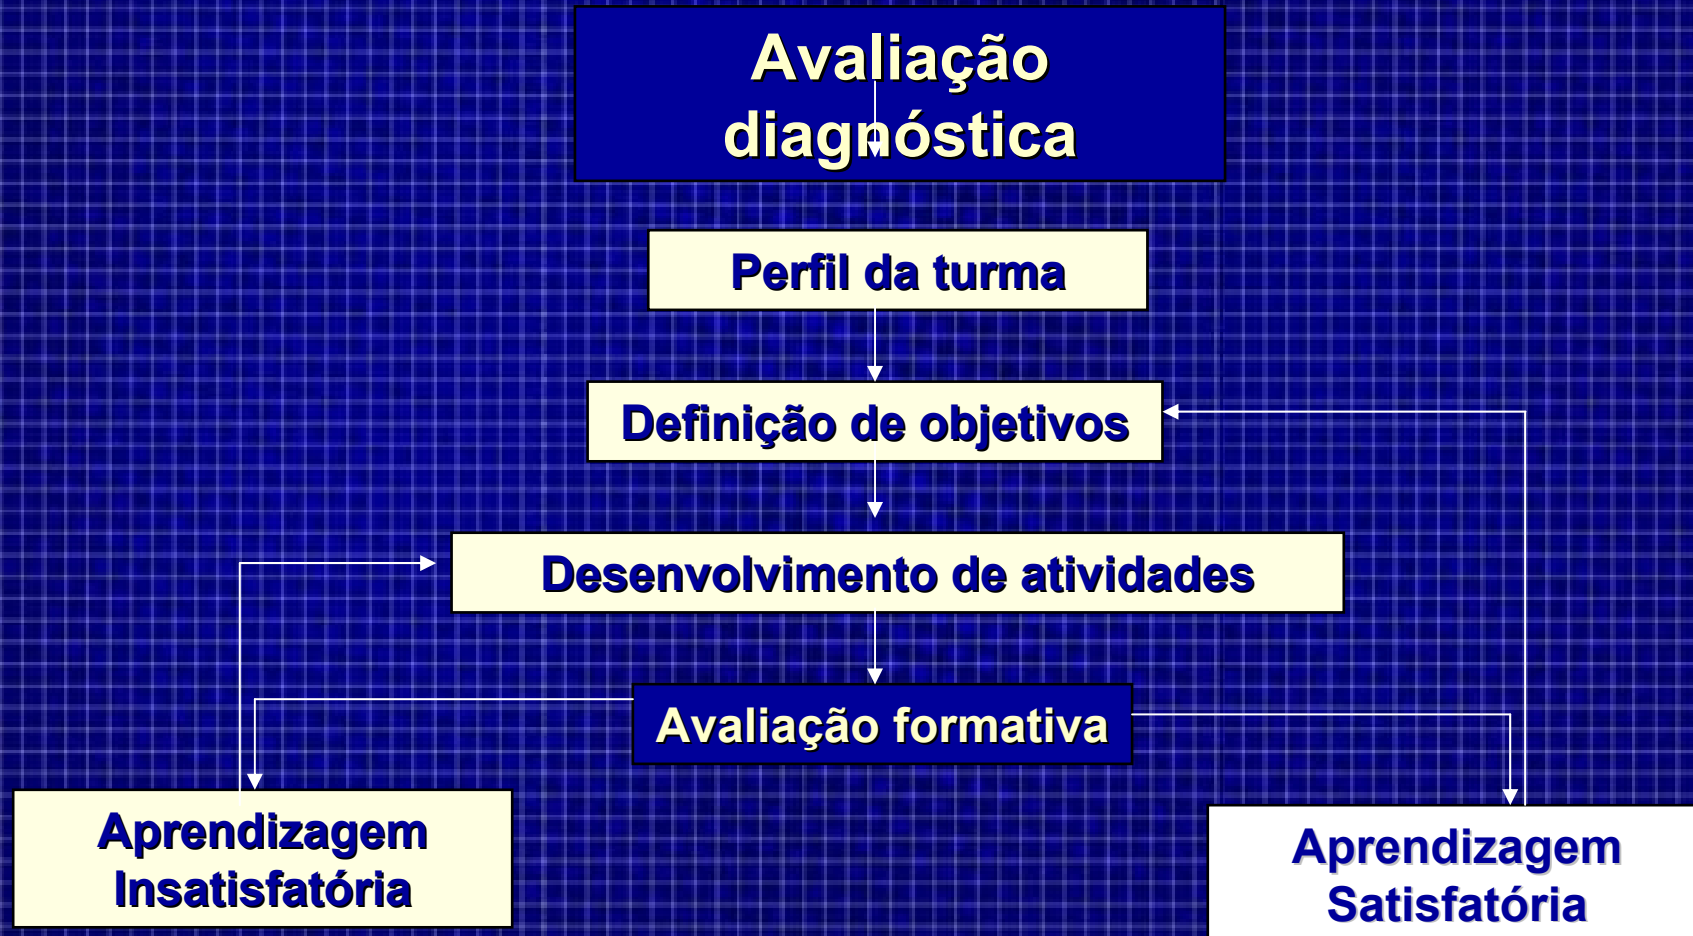 Avaliação
diagnóstica
Perfil da turma
Definição de objetivos
Desenvolvimento de atividades
Avaliação formativa
Aprendizagem
Insatisfatória
Aprendizagem
Satisfatória